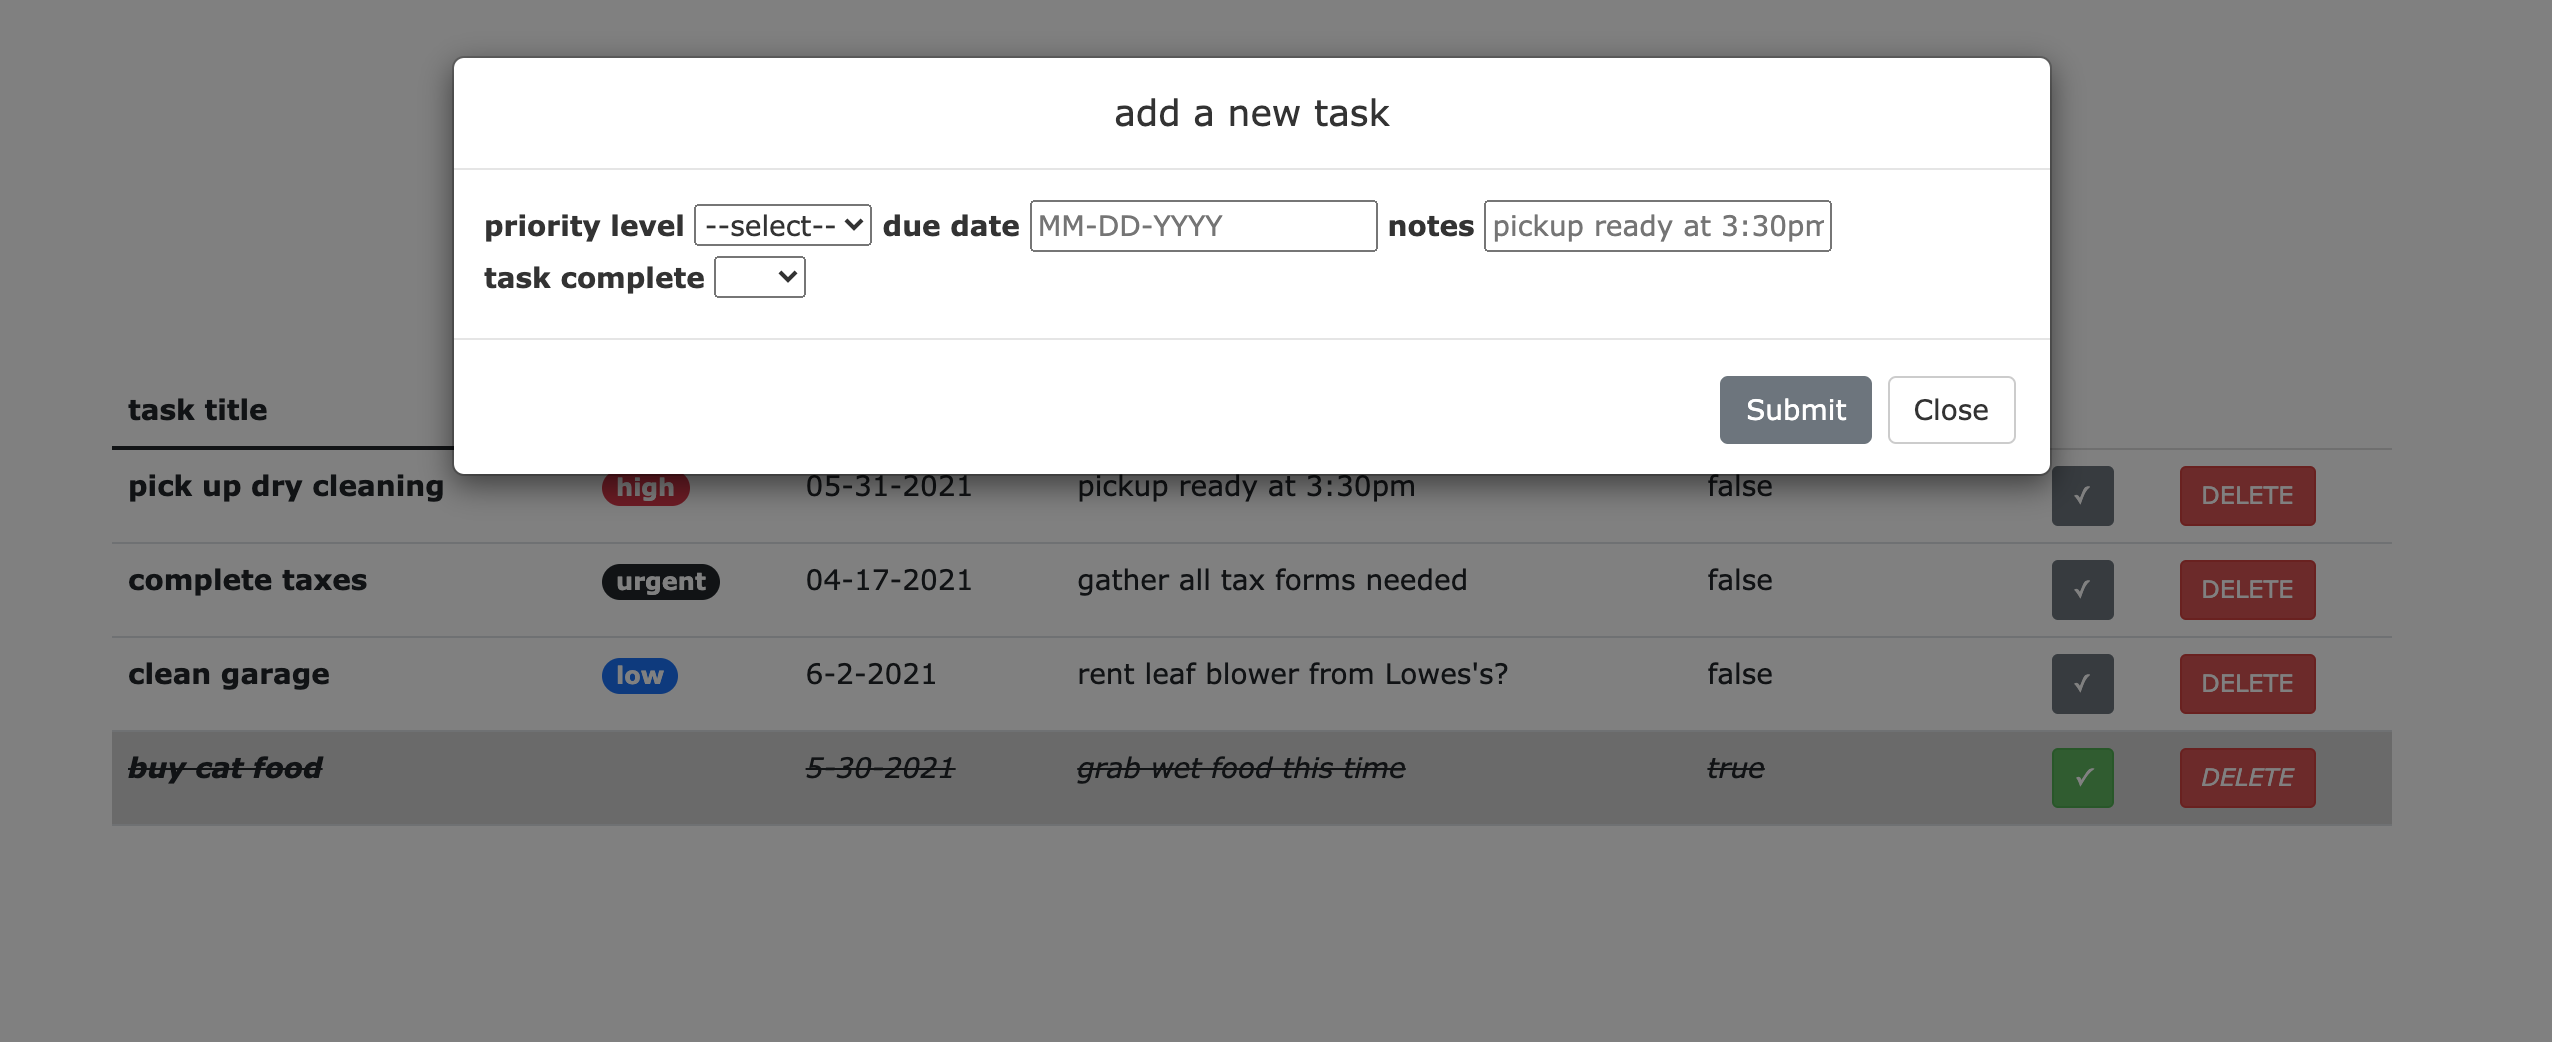 add a new task
priority level --select-- due date MM-DD-YYYY notes pickup ready at 3:30pm
task complete
Submit Close
task title
pick up dry cleaning high 05-31-2021 pickup ready at 3:30pm false ✓ DELETE
complete taxes urgent 04-17-2021 gather all tax forms needed false ✓ DELETE
clean garage low 6-2-2021 rent leaf blower from Lowes's? false ✓ DELETE
buy cat food 5-30-2021 grab wet food this time true ✓ DELETE